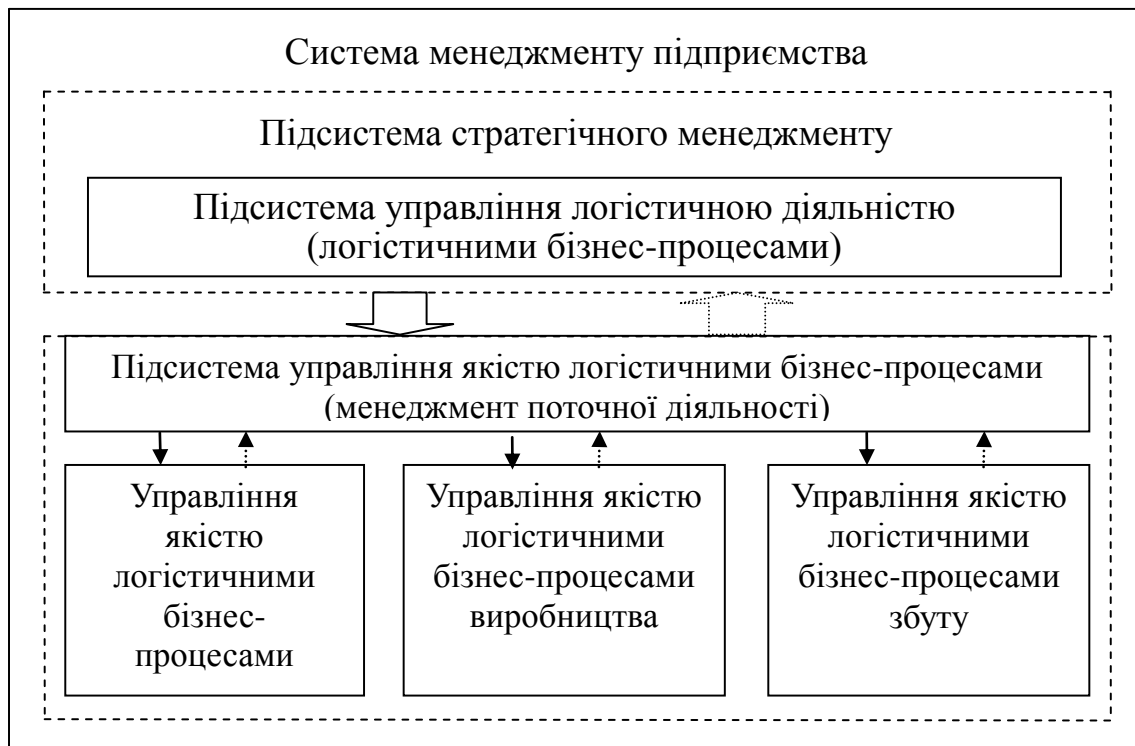 Система менеджменту підприємства
Підсистема стратегічного менеджменту
Підсистема управління логістичною діяльністю
(логістичними бізнес-процесами)
Підсистема управління якістю логістичними бізнес-процесами
(менеджмент поточної діяльності)
Управління
якістю
логістичними
бізнес-
процесами
Управління якістю
логістичними
бізнес-процесами
виробництва
Управління якістю
логістичними
бізнес-процесами
збуту